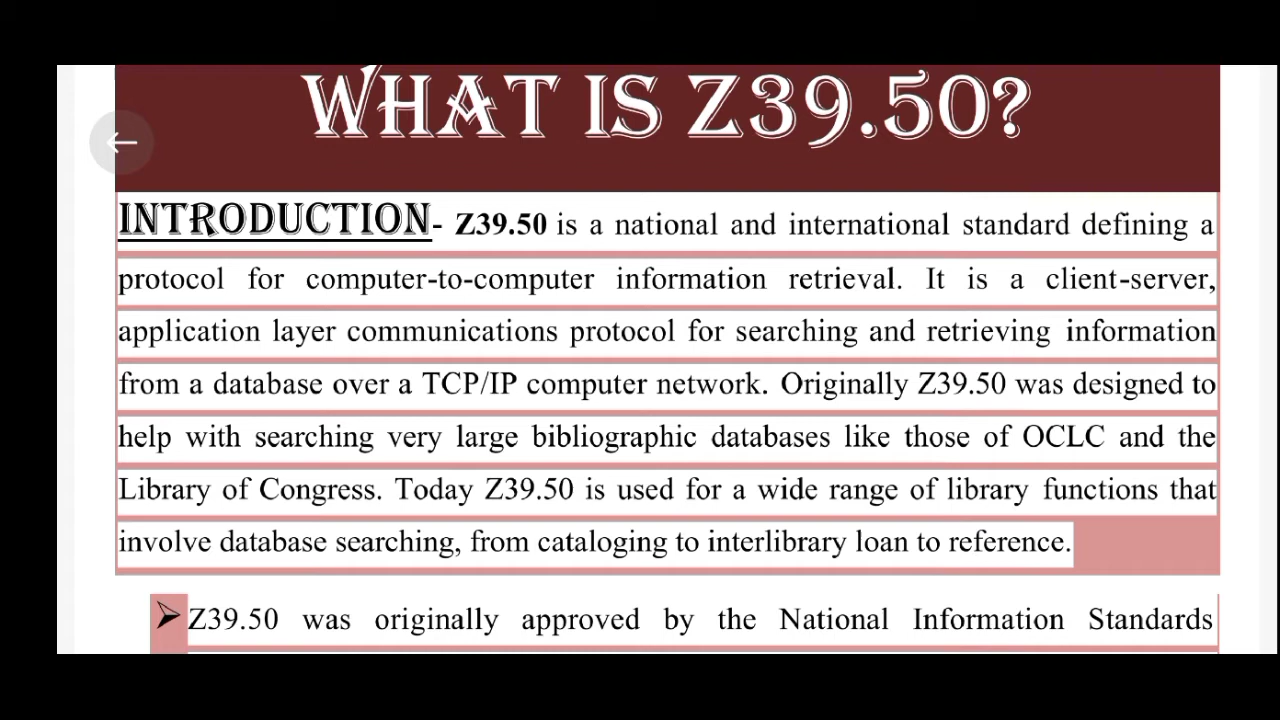 WHAT IS Z39.50?
INTRODUCTION- Z39.50 is a national and international standard defining a
protocol for computer-to-computer information retrieval. It is a client-server,
application layer communications protocol for searching and retrieving information
from a database over a TCP/IP computer network. Originally Z39.50 was designed to
help with searching very large bibliographic databases like those of OCLC and the
Library of Congress. Today Z39.50 is used for a wide range of library functions that
involve database searching, from cataloging to interlibrary loan to reference.
➢ Z39.50 was originally approved by the National Information Standards